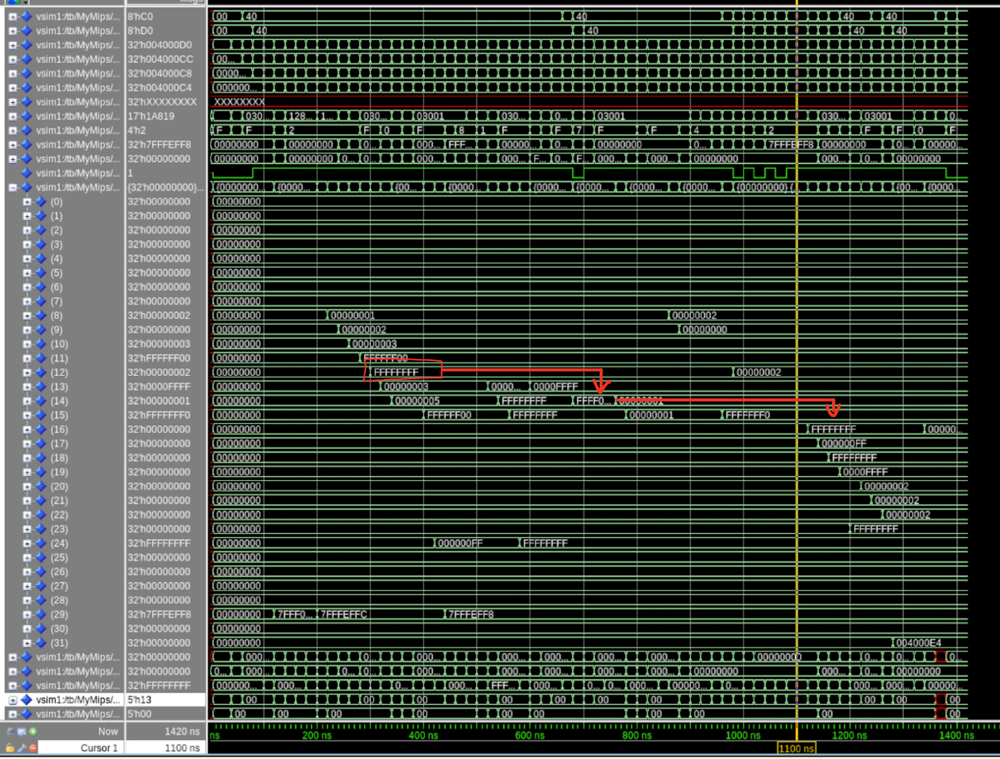 Msgs
vsim1:/tb/MyMips/... 8'hC0 00 40 40 40 40
vsim1:/tb/MyMips/... 8'hD0 00 40 40 40 40
vsim1:/tb/MyMips/... 32'h004000D0
vsim1:/tb/MyMips/... 32'h004000CC 00...
vsim1:/tb/MyMips/... 32'h004000C8 0000...
vsim1:/tb/MyMips/... 32'h004000C4 000000...
vsim1:/tb/MyMips/... 32'hXXXXXXXX XXXXXXXX
vsim1:/tb/MyMips/... 17'h1A819 030... 128... 1... 030... 03001 030... 0... 03001 030... 03001 0...
vsim1:/tb/MyMips/... 4'h2 F F 2 F 0 F 8 1 F F 7 F F 4 2 F F 0 F
vsim1:/tb/MyMips/... 32'h7FFFEFF8 00000000 00000000 0... 000... FFF... 00000... 0... 00000000 0... 7FFFEFF8 00000000 0... 00000...
vsim1:/tb/MyMips/... 32'h00000000 00000000 00000000 0... 0... 000... 000... F... 0... F... 000... 000... 00000000 000... 0... 00000000
vsim1:/tb/MyMips/... 1
vsim1:/tb/MyMips/... {32'h00000000}... {0000000... {0000... {00... {0000... {0000... {0000... {0000... {0000... {00000000} {... {00... {0000...
(0) 32'h00000000 00000000
(1) 32'h00000000 00000000
(2) 32'h00000000 00000000
(3) 32'h00000000 00000000
(4) 32'h00000000 00000000
(5) 32'h00000000 00000000
(6) 32'h00000000 00000000
(7) 32'h00000000 00000000
(8) 32'h00000002 00000000 00000001 00000002
(9) 32'h00000000 00000000 00000002 00000000
(10) 32'h00000003 00000000 00000003
(11) 32'hFFFFFF00 00000000 FFFFFF00
(12) 32'h00000002 00000000 FFFFFFFF 00000002
(13) 32'h0000FFFF 00000000 00000003 0000... 0000FFFF
(14) 32'h00000001 00000000 00000005 FFFFFFFF FFFF0... 00000001
(15) 32'hFFFFFFF0 00000000 FFFFFF00 FFFFFFFF 00000001 FFFFFFF0
(16) 32'h00000000 00000000 FFFFFFFF 00000...
(17) 32'h00000000 00000000 000000FF
(18) 32'h00000000 00000000 FFFFFFFF
(19) 32'h00000000 00000000 0000FFFF
(20) 32'h00000000 00000000 00000002
(21) 32'h00000000 00000000 00000002
(22) 32'h00000000 00000000 00000002
(23) 32'h00000000 00000000 FFFFFFFF
(24) 32'hFFFFFFFF 00000000 000000FF FFFFFFFF
(25) 32'h00000000 00000000
(26) 32'h00000000 00000000
(27) 32'h00000000 00000000
(28) 32'h00000000 00000000
(29) 32'h7FFFEFF8 00000000 7FFF0... 7FFFEFFC 7FFFEFF8
(30) 32'h00000000 00000000
(31) 32'h00000000 00000000 004000E4
vsim1:/tb/MyMips/... 32'h00000000 000... 0... 000... 000... 000... 000... 000... 00000000 0... 000... 0...
vsim1:/tb/MyMips/... 32'h00000000 0... 000... 0... 0... 000... 000... 000... 000... 000... 00000000 000... 0... 00000000
vsim1:/tb/MyMips/... 32'hFFFFFFFF 000000... 000... 0... 000... FFF... 000... 0... 0... 000... 00000... 0... 000... 000... 00000...
vsim1:/tb/MyMips/... 5'h13 00 00 00 00 00 00 00 00 00 00
vsim1:/tb/MyMips/... 5'h00 00 00 00 00 00 00 00 00 00 00
Now 1420 ns ns 200 ns 400 ns 600 ns 800 ns 1000 ns 1200 ns 1400 ns
Cursor 1 1100 ns 1100 ns